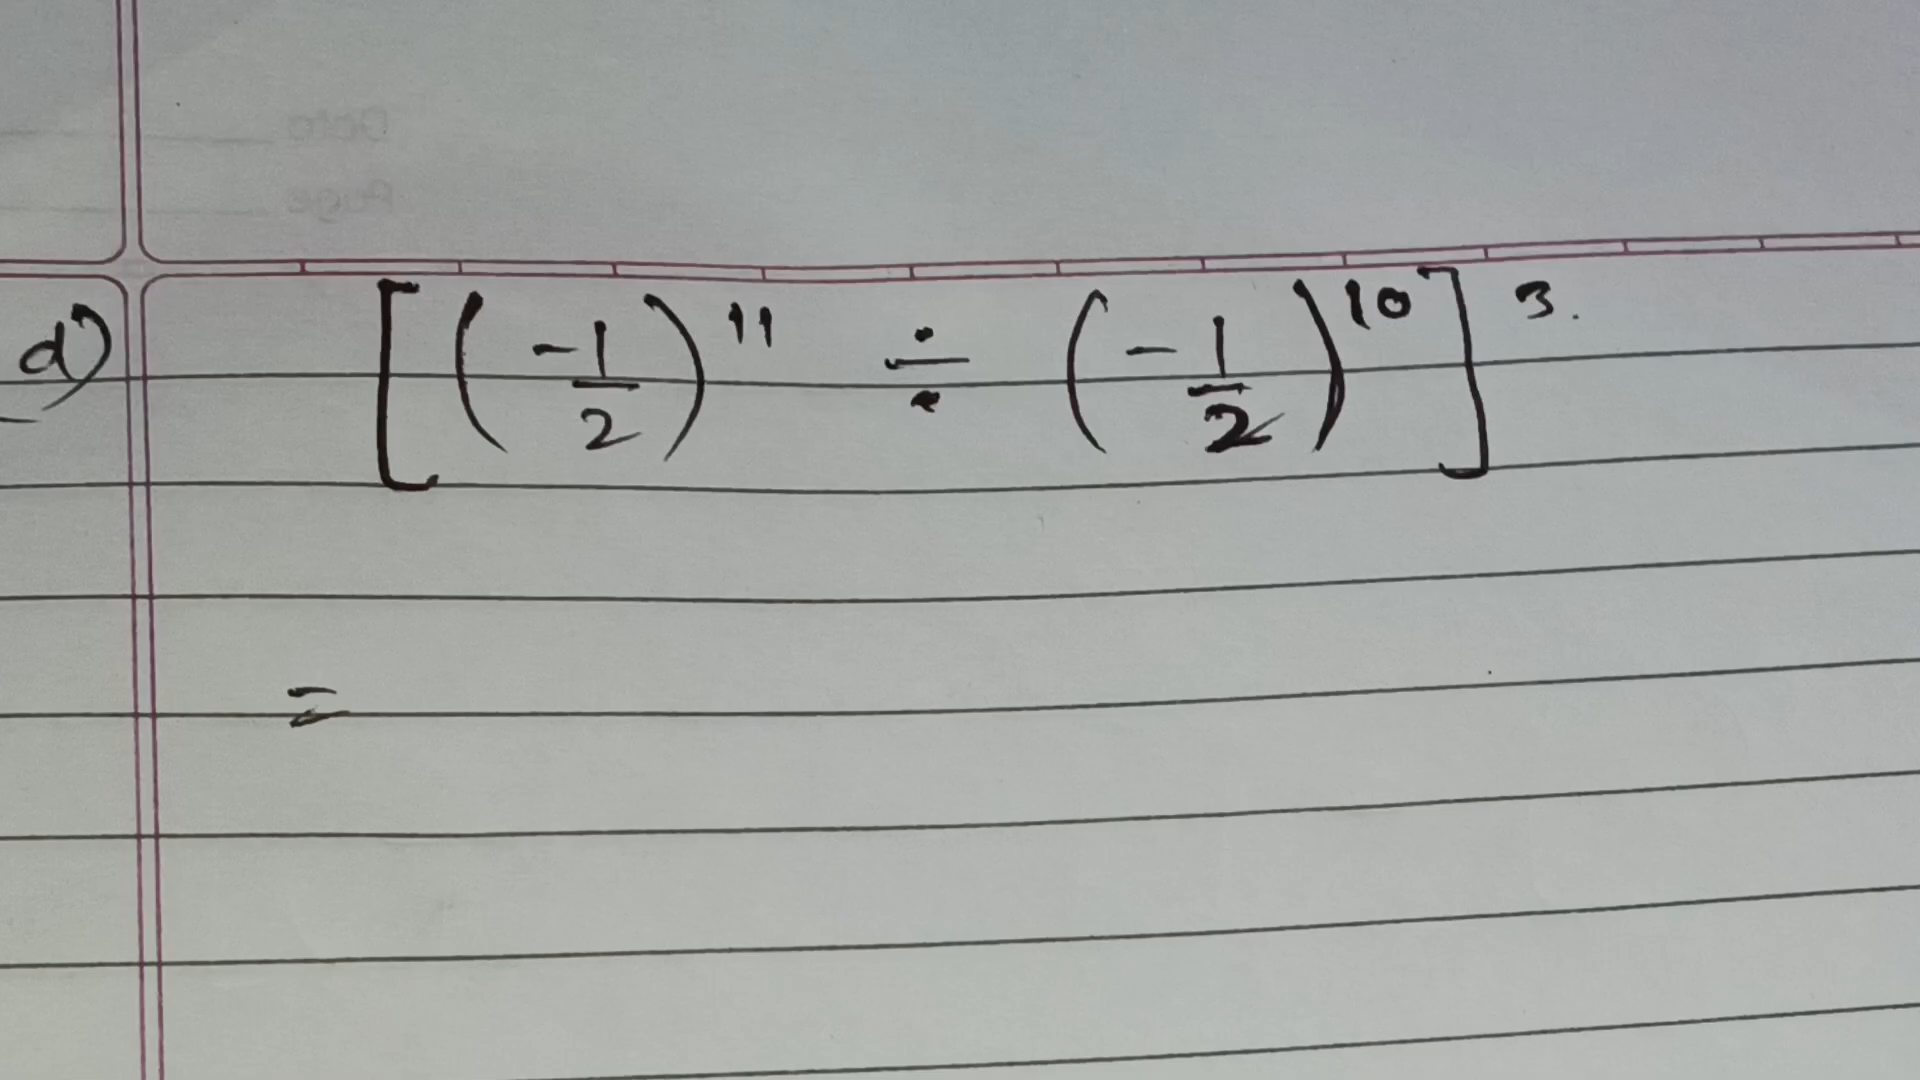 d) [(-1/2)^11 ÷ (-1/2)^10]^3.
=